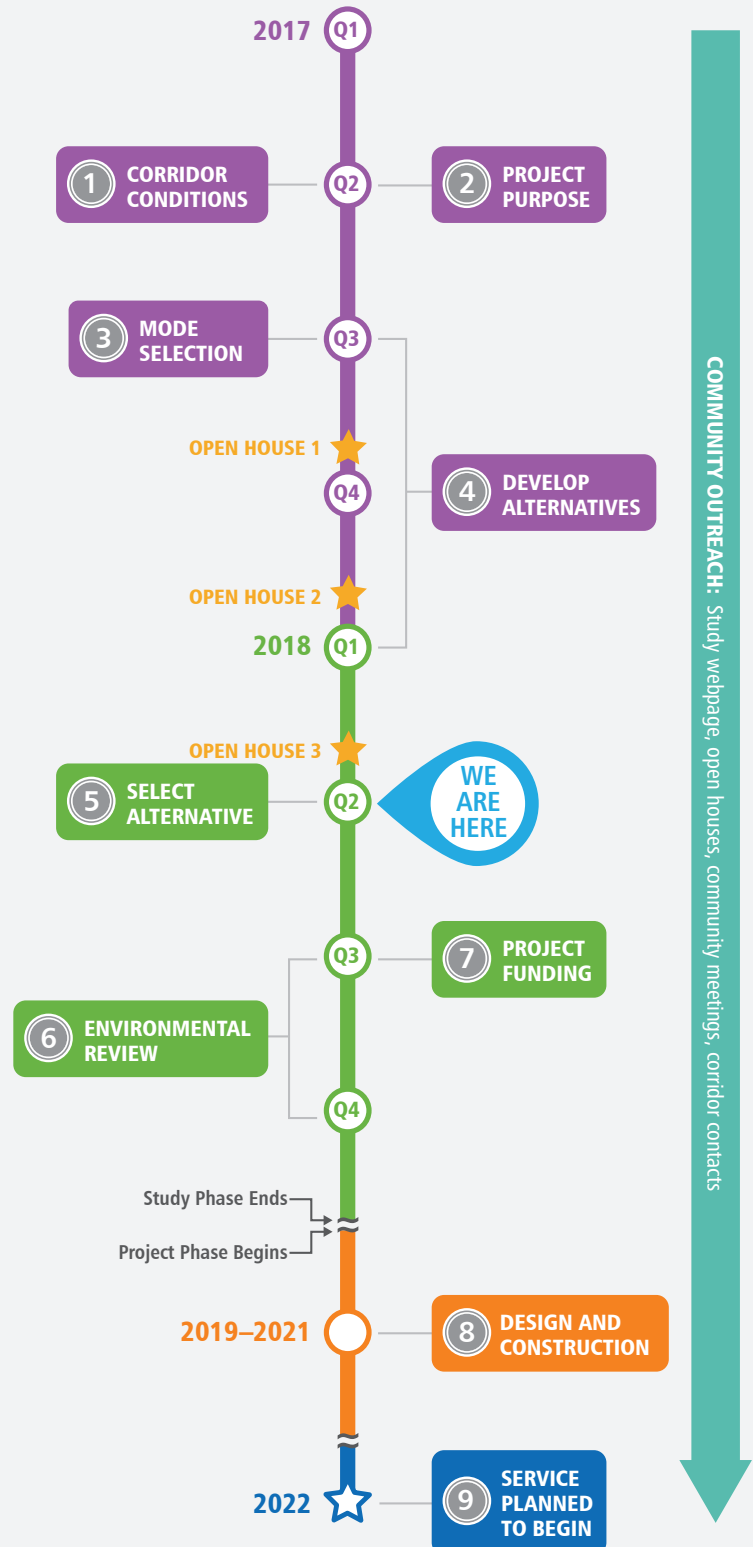 2017
Q1
1
CORRIDOR
CONDITIONS
Q2
2
PROJECT
PURPOSE
3
MODE
SELECTION
Q3
OPEN HOUSE 1
Q4
4
DEVELOP
ALTERNATIVES
OPEN HOUSE 2
2018
Q1
OPEN HOUSE 3
5
SELECT
ALTERNATIVE
Q2
WE
ARE
HERE
Q3
7
PROJECT
FUNDING
6
ENVIRONMENTAL
REVIEW
Q4
Study Phase Ends
Project Phase Begins
2019–2021
8
DESIGN AND
CONSTRUCTION
2022
9
SERVICE
PLANNED
TO BEGIN
COMMUNITY OUTREACH: Study webpage, open houses, community meetings, corridor contacts